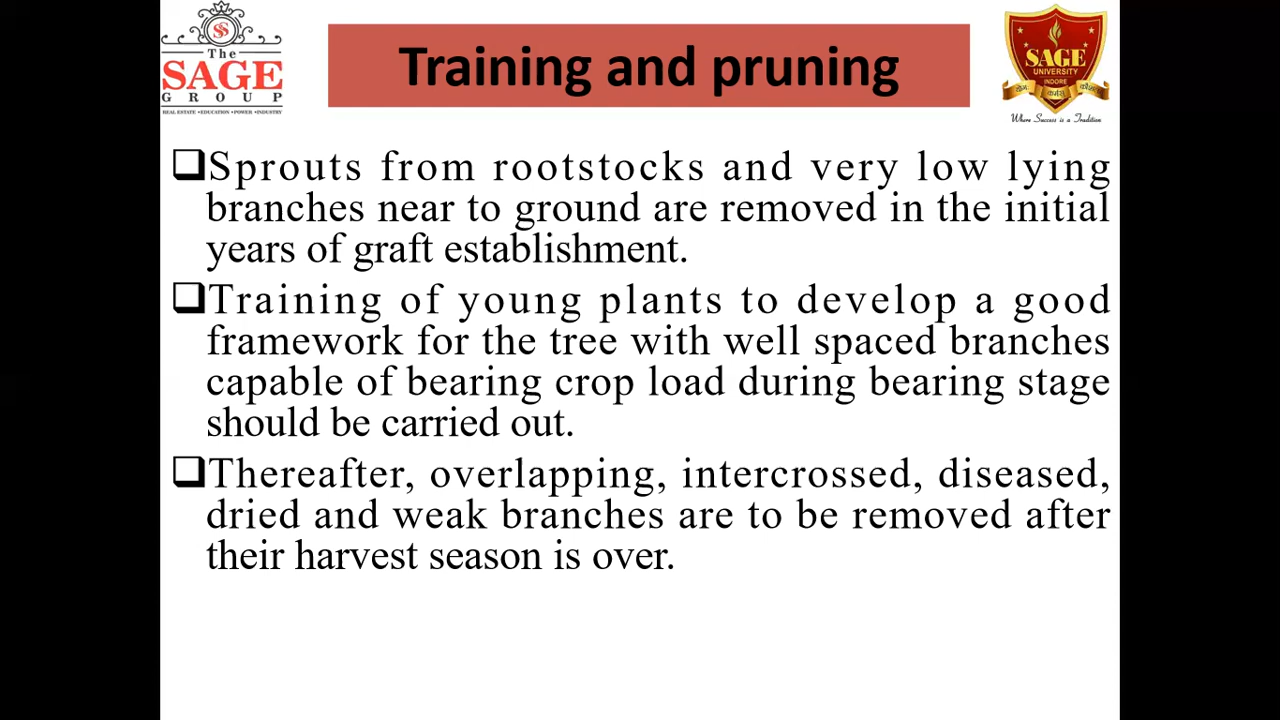 The
SAGE
GROUP
REAL ESTATE • EDUCATION • POWER • INDUSTRY
Training and pruning
SAGE
UNIVERSITY
INDORE
Where Success is a Tradition
❑Sprouts from rootstocks and very low lying
branches near to ground are removed in the initial
years of graft establishment.
❑Training of young plants to develop a good
framework for the tree with well spaced branches
capable of bearing crop load during bearing stage
should be carried out.
❑Thereafter, overlapping, intercrossed, diseased,
dried and weak branches are to be removed after
their harvest season is over.